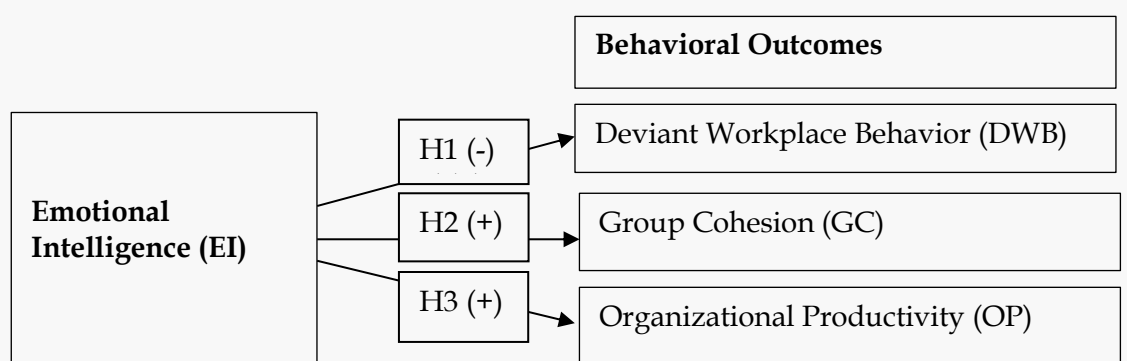 Behavioral Outcomes
Deviant Workplace Behavior (DWB)
H1 (-)
Emotional
Intelligence (EI)
H2 (+)
Group Cohesion (GC)
H3 (+)
Organizational Productivity (OP)